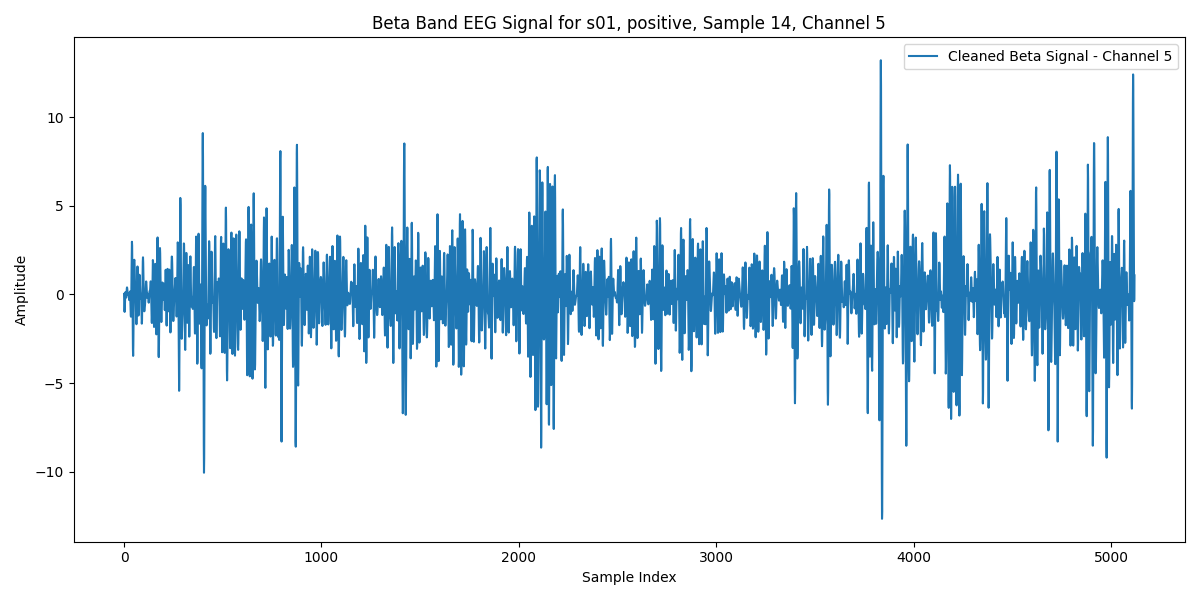 Beta Band EEG Signal for s01, positive, Sample 14, Channel 5
Cleaned Beta Signal - Channel 5
Amplitude
10
5
0
−5
−10
0 1000 2000 3000 4000 5000
Sample Index